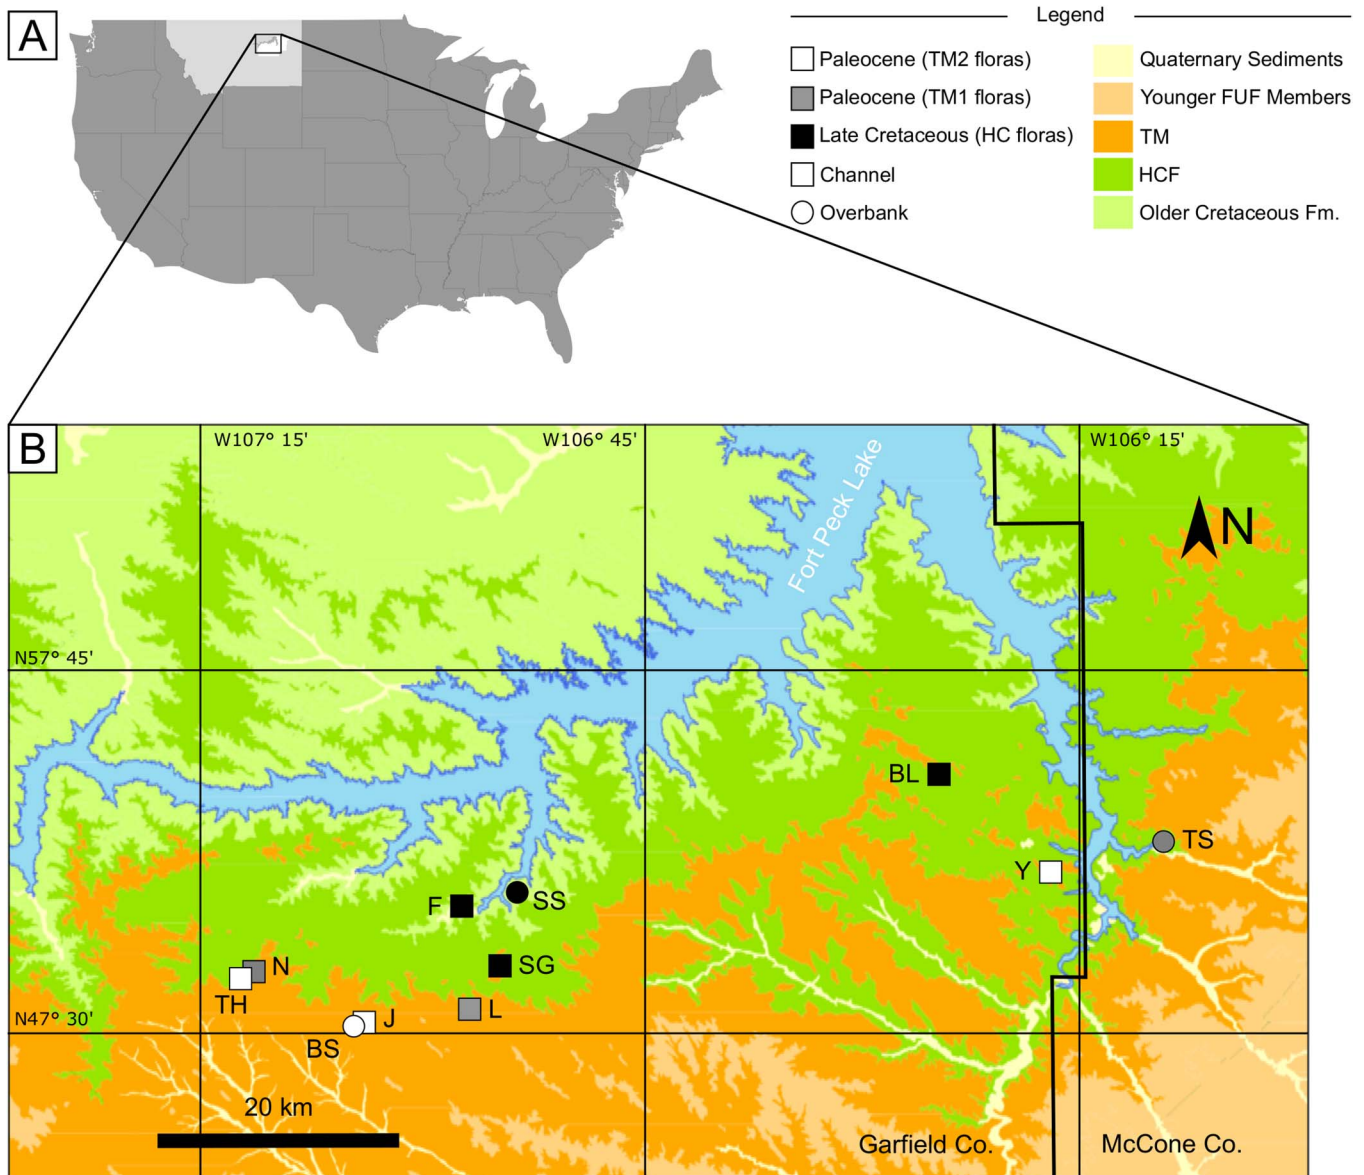 A
Legend
Paleocene (TM2 floras)
Paleocene (TM1 floras)
Late Cretaceous (HC floras)
Channel
Overbank
Quaternary Sediments
Younger FUF Members
TM
HCF
Older Cretaceous Fm.
B
W107° 15'
W106° 45'
W106° 15'
Fort Peck Lake
N
N57° 45'
BL
TS
Y
F
SS
SG
N
TH
L
N47° 30'
J
BS
20 km
Garfield Co.
McCone Co.